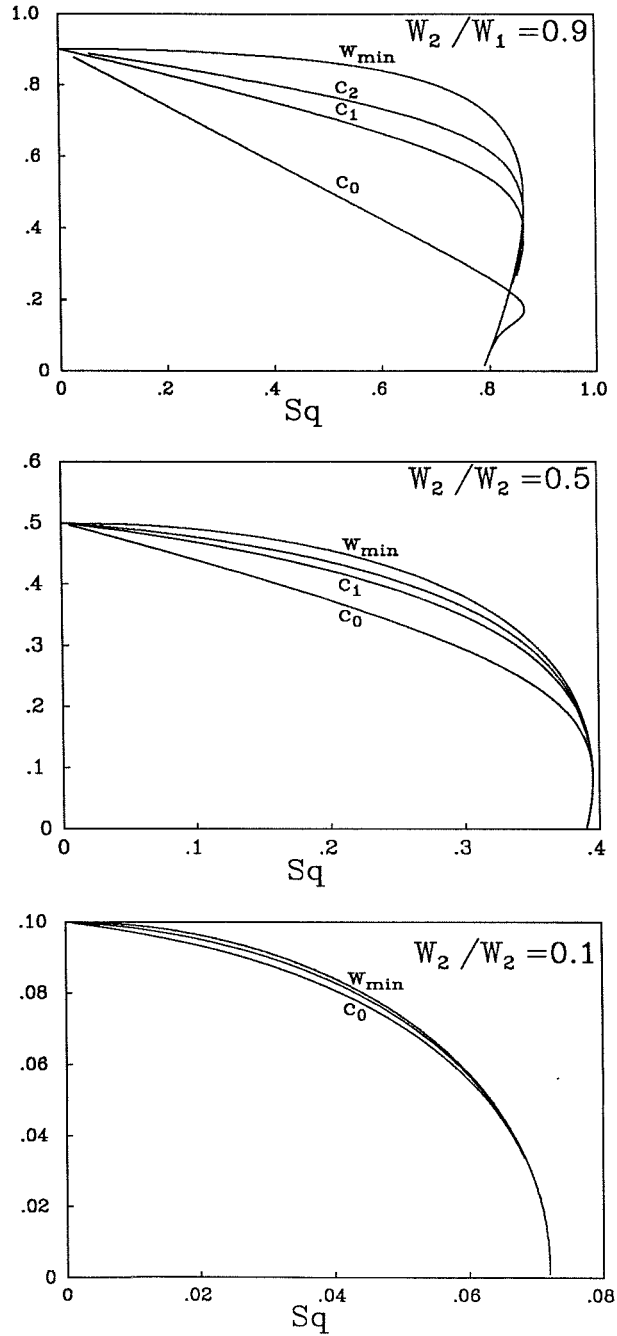 1.0
W₂/W₁=0.9
.8
.6
.4
.2
0
w_min
c₂
c₁
c₀
0 .2 .4 .6 .8 1.0
Sq
.6
W₂/W₂=0.5
.5
.4
.3
.2
.1
0
w_min
c₁
c₀
0 .1 .2 .3 .4
Sq
.10
W₂/W₂=0.1
.08
.06
.04
.02
0
w_min
c₀
0 .02 .04 .06 .08
Sq